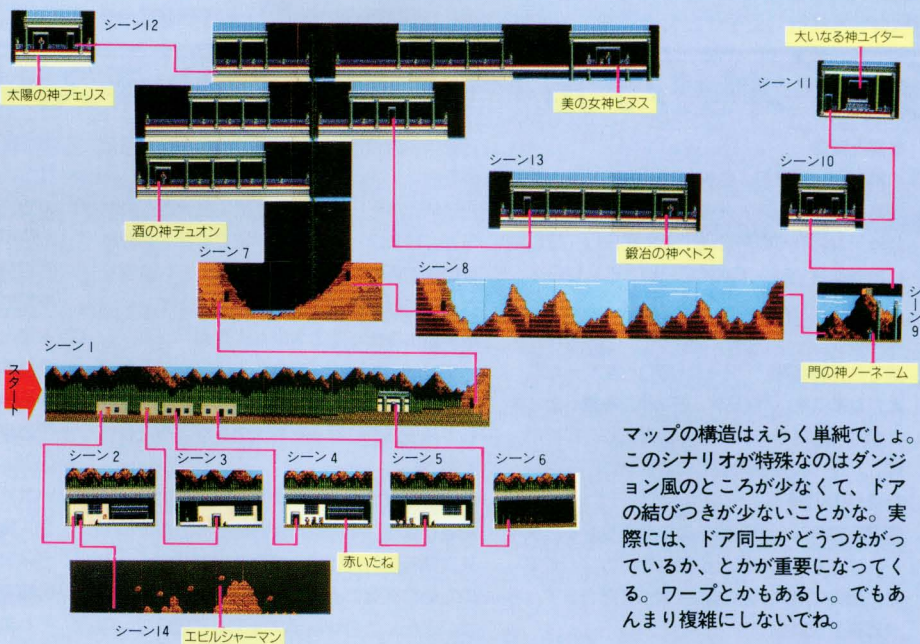 シーン12
太陽の神フェリス
美の女神ビヌス
大いなる神ユイター
シーン11
シーン13
シーン10
酒の神デュオン
鍛冶の神ペトス
シーン7
シーン8
シーン9
門の神ノーネーム
シーン1
スタート
シーン2
シーン3
シーン4
シーン5
シーン6
赤いたね
シーン14
エビルシャーマン
マップの構造はえらく単純でしょ。
このシナリオが特殊なのはダンジ
ョン風のところが少なくて、ドア
の結びつきが少ないことかな。実
際には、ドア同士がどうつながっ
ているか、とかが重要になってく
る。ワープとかもあるし。でもあ
んまり複雑にしないでね。